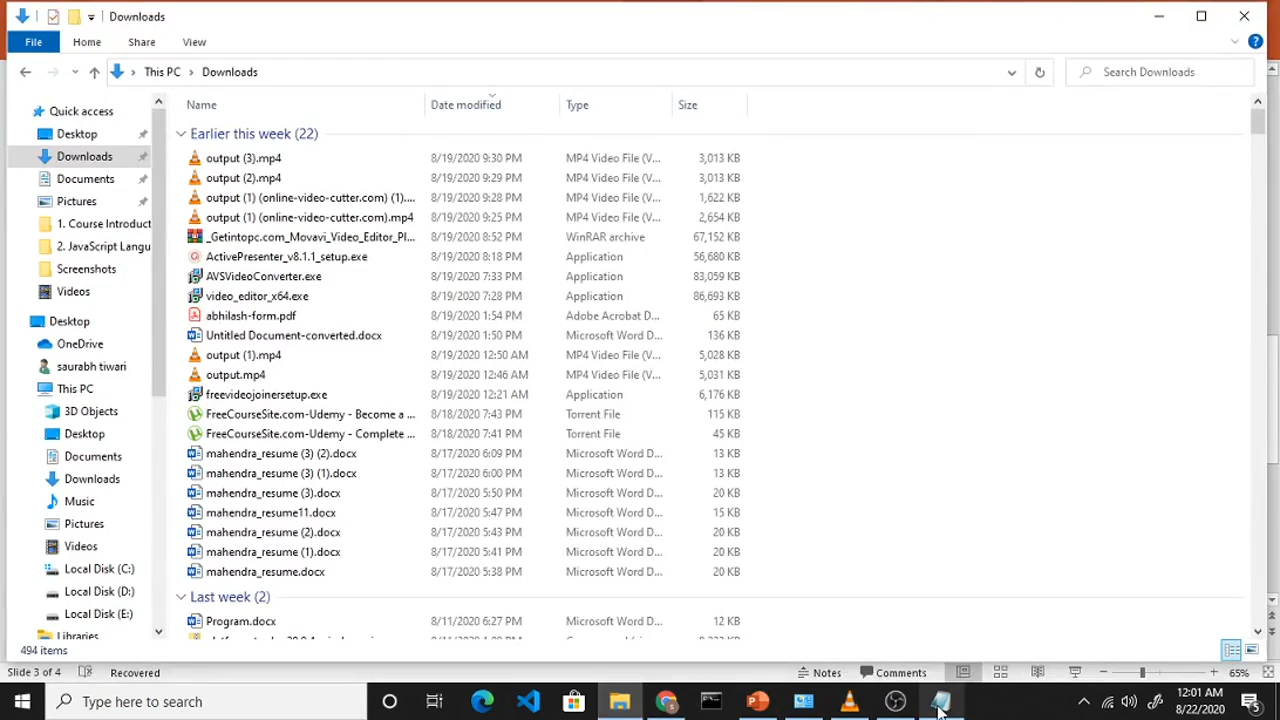 Downloads
File Home Share View
This PC > Downloads
Search Downloads
Name Date modified Type Size
Quick access
Desktop
Downloads
Documents
Pictures
1. Course Introduct
2. JavaScript Langu
Screenshots
Videos
Desktop
OneDrive
saurabh tiwari
This PC
3D Objects
Desktop
Documents
Downloads
Music
Pictures
Videos
Local Disk (C:)
Local Disk (D:)
Local Disk (E:)
Libraries
Earlier this week (22)
output (3).mp4 8/19/2020 9:30 PM MP4 Video File (V... 3,013 KB
output (2).mp4 8/19/2020 9:29 PM MP4 Video File (V... 3,013 KB
output (1) (online-video-cutter.com) (1).... 8/19/2020 9:28 PM MP4 Video File (V... 1,622 KB
output (1) (online-video-cutter.com).mp4 8/19/2020 9:25 PM MP4 Video File (V... 2,654 KB
_Getintopc.com_Movavi_Video_Editor_Pl... 8/19/2020 8:52 PM WinRAR archive 67,152 KB
ActivePresenter_v8.1.1_setup.exe 8/19/2020 8:18 PM Application 56,680 KB
AVSVideoConverter.exe 8/19/2020 7:33 PM Application 83,059 KB
video_editor_x64.exe 8/19/2020 7:28 PM Application 86,693 KB
abhilash-form.pdf 8/19/2020 1:54 PM Adobe Acrobat D... 65 KB
Untitled Document-converted.docx 8/19/2020 1:50 PM Microsoft Word D... 136 KB
output (1).mp4 8/19/2020 12:50 AM MP4 Video File (V... 5,028 KB
output.mp4 8/19/2020 12:46 AM MP4 Video File (V... 5,031 KB
freevideojoinersetup.exe 8/19/2020 12:21 AM Application 6,176 KB
FreeCourseSite.com-Udemy - Become a ... 8/18/2020 7:43 PM Torrent File 115 KB
FreeCourseSite.com-Udemy - Complete ... 8/18/2020 7:41 PM Torrent File 45 KB
mahendra_resume (3) (2).docx 8/17/2020 6:09 PM Microsoft Word D... 13 KB
mahendra_resume (3) (1).docx 8/17/2020 6:00 PM Microsoft Word D... 13 KB
mahendra_resume (3).docx 8/17/2020 5:50 PM Microsoft Word D... 20 KB
mahendra_resume11.docx 8/17/2020 5:47 PM Microsoft Word D... 15 KB
mahendra_resume (2).docx 8/17/2020 5:43 PM Microsoft Word D... 20 KB
mahendra_resume (1).docx 8/17/2020 5:41 PM Microsoft Word D... 20 KB
mahendra_resume.docx 8/17/2020 5:38 PM Microsoft Word D... 20 KB
Last week (2)
Program.docx 8/11/2020 6:27 PM Microsoft Word D... 12 KB
494 items
Slide 3 of 4 Recovered Notes Comments 65%
Type here to search
12:01 AM
8/22/2020
5